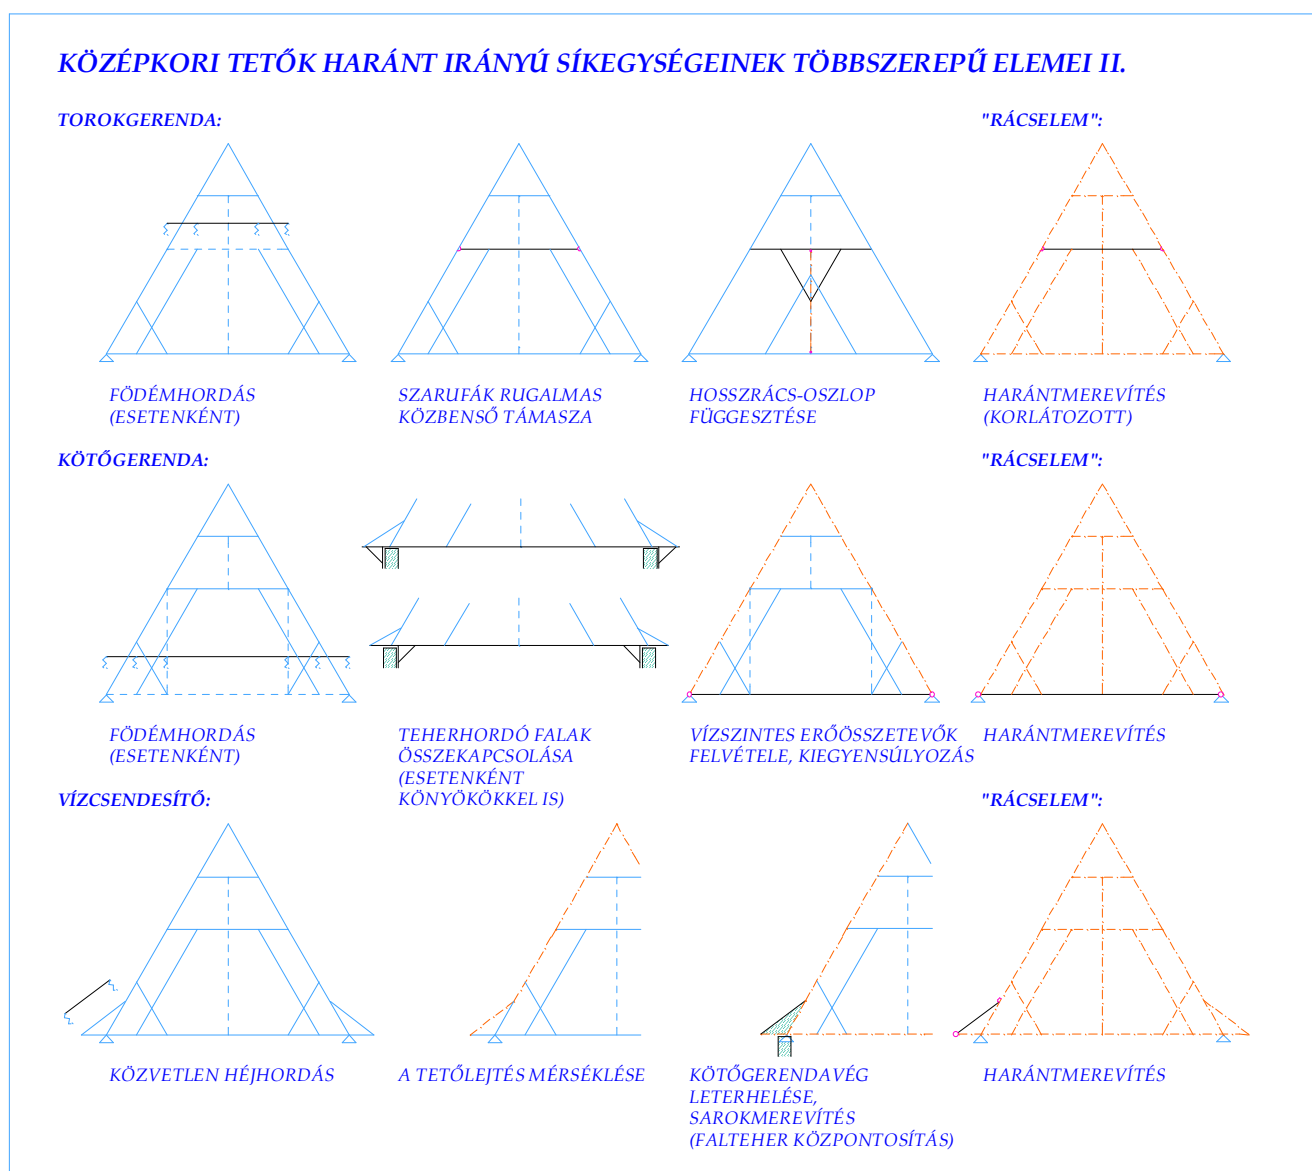 KÖZÉPKORI TETŐK HARÁNT IRÁNYÚ SÍKEGYSÉGEINEK TÖBBSZEREPŰ ELEMEI II.
TOROKGERENDA:
"RÁCSELEM":
FÖDÉMHORDÁS
(ESETENKÉNT)
SZARUFÁK RUGALMAS
KÖZBENSŐ TÁMASZA
HOSSZRÁCS-OSZLOP
FÜGGESZTÉSE
HARÁNTMEREVÍTÉS
(KORLÁTOZOTT)
KÖTŐGERENDA:
"RÁCSELEM":
FÖDÉMHORDÁS
(ESETENKÉNT)
TEHERHORDÓ FALAK
ÖSSZEKAPCSOLÁSA
(ESETENKÉNT
KÖNYÖKÖKKEL IS)
VÍZSZINTES ERŐÖSSZETEVŐK
FELVÉTELE, KIEGYENSÚLYOZÁS
HARÁNTMEREVÍTÉS
VÍZCSENDESÍTŐ:
"RÁCSELEM":
KÖZVETLEN HÉJHORDÁS
A TETŐLEJTÉS MÉRSÉKLÉSE
KÖTŐGERENDAVÉG
LETERHELÉSE,
SAROKMEREVÍTÉS
(FALTEHER KÖZPONTOSÍTÁS)
HARÁNTMEREVÍTÉS